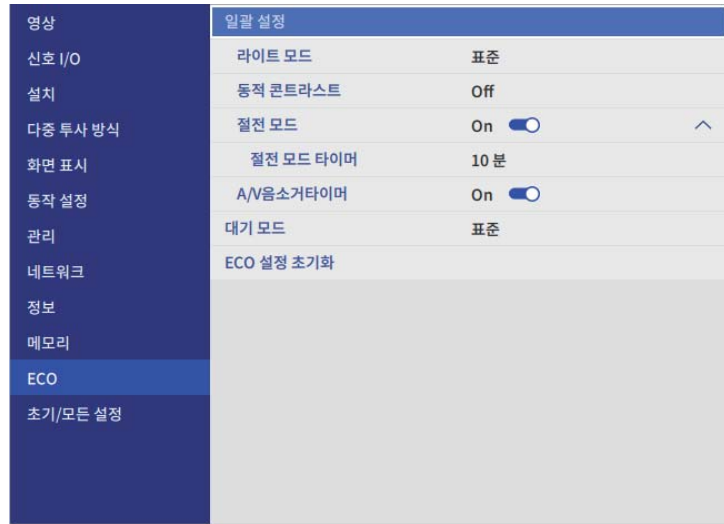 영상
신호 I/O
설치
다중 투사 방식
화면 표시
동작 설정
관리
네트워크
정보
메모리
ECO
초기/모든 설정
일괄 설정
라이트 모드 표준
동적 콘트라스트 Off
절전 모드 On
절전 모드 타이머 10 분
A/V음소거타이머 On
대기 모드 표준
ECO 설정 초기화